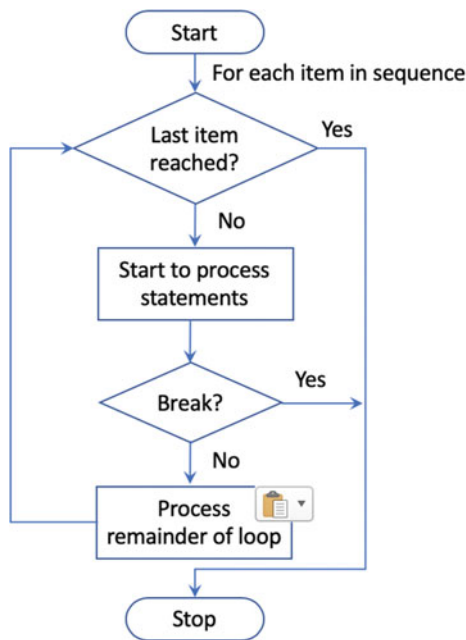 Start
For each item in sequence
Last item
reached?
Yes
No
Start to process
statements
Break?
Yes
No
Process
remainder of loop
Stop